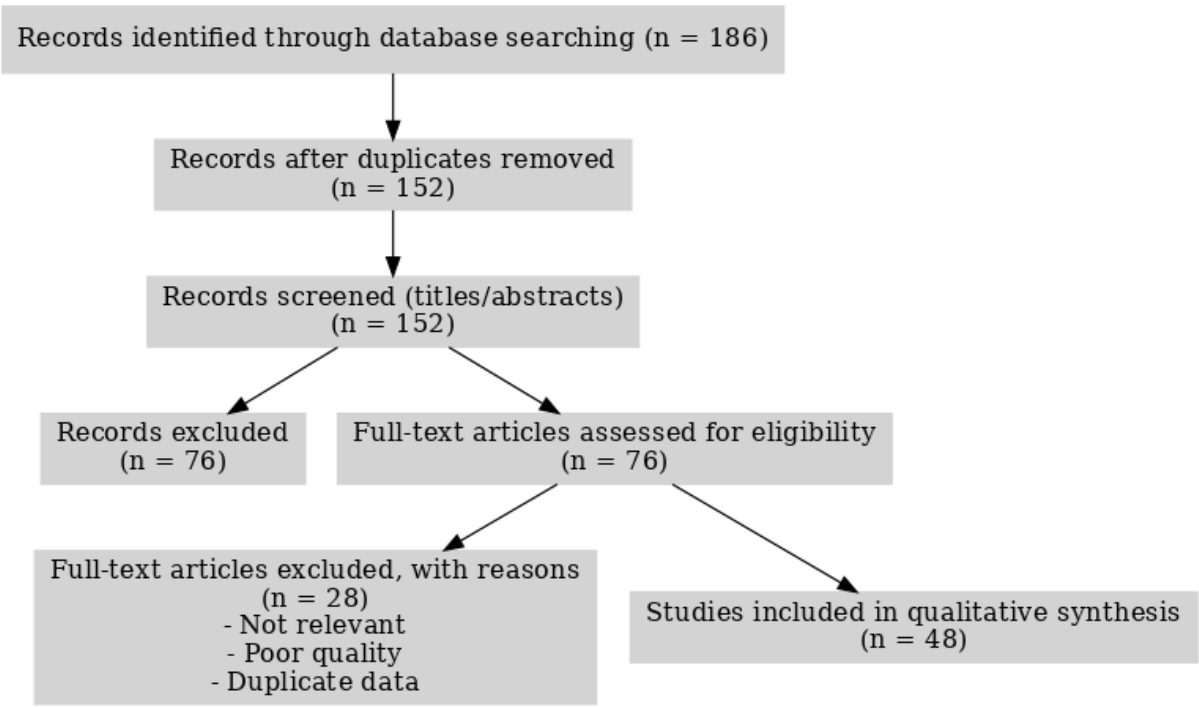 Records identified through database searching (n = 186)
Records after duplicates removed
(n = 152)
Records screened (titles/abstracts)
(n = 152)
Records excluded
(n = 76)
Full-text articles assessed for eligibility
(n = 76)
Full-text articles excluded, with reasons
(n = 28)
- Not relevant
- Poor quality
- Duplicate data
Studies included in qualitative synthesis
(n = 48)